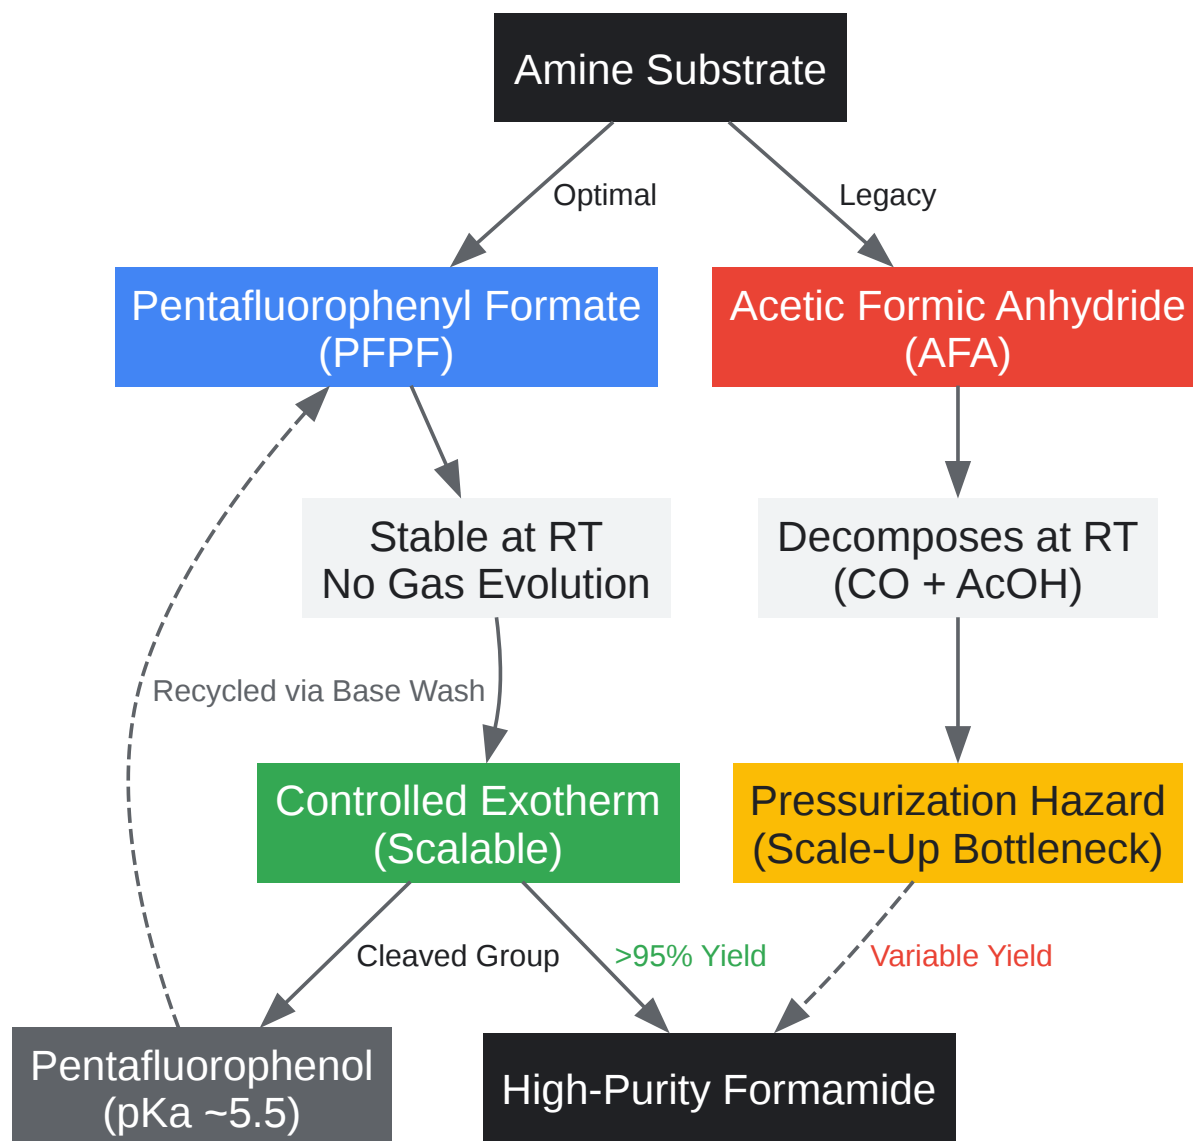 Amine Substrate
Optimal
Legacy
Pentafluorophenyl Formate
(PFPF)
Acetic Formic Anhydride
(AFA)
Stable at RT
No Gas Evolution
Decomposes at RT
(CO + AcOH)
Recycled via Base Wash
Controlled Exotherm
(Scalable)
Pressurization Hazard
(Scale-Up Bottleneck)
Cleaved Group
>95% Yield
Variable Yield
Pentafluorophenol
(pKa ~5.5)
High-Purity Formamide